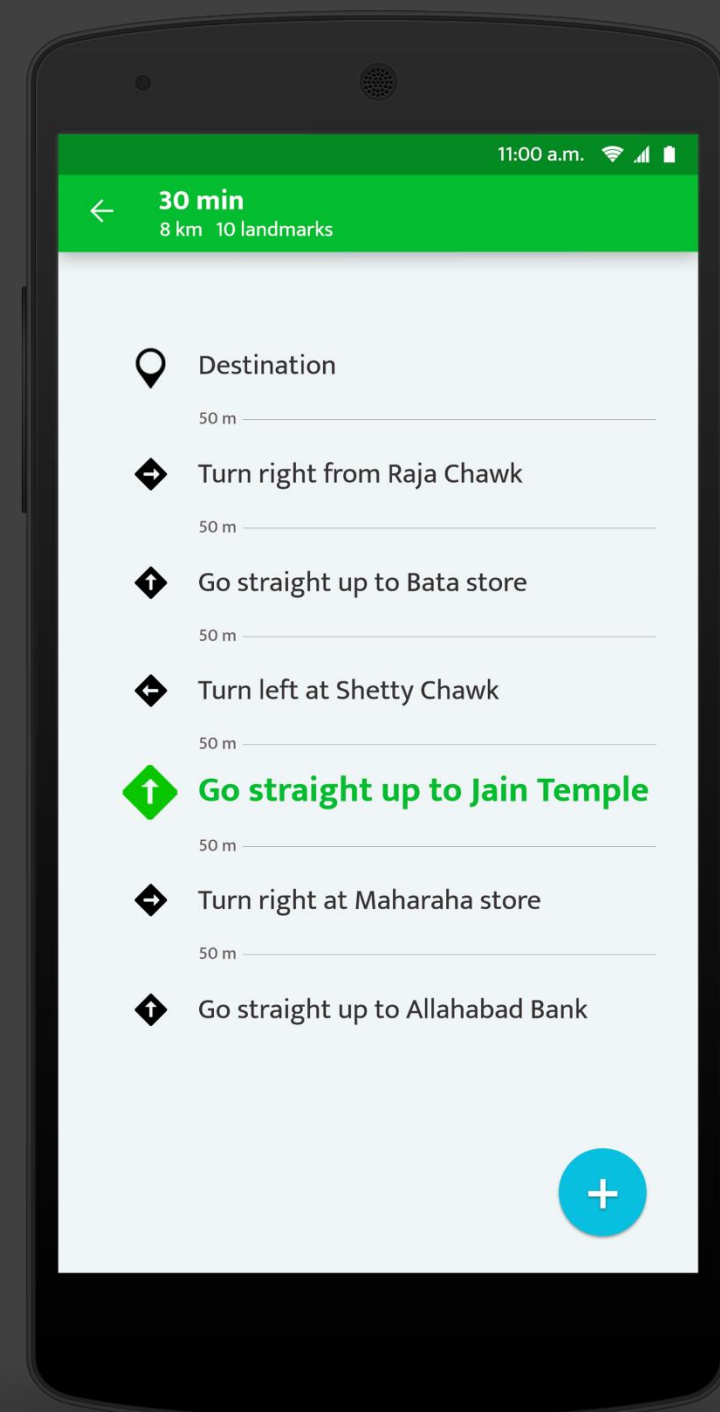 11:00 a.m.
30 min
8 km 10 landmarks
Destination
50 m
Turn right from Raja Chawk
50 m
Go straight up to Bata store
50 m
Turn left at Shetty Chawk
50 m
Go straight up to Jain Temple
50 m
Turn right at Maharaha store
50 m
Go straight up to Allahabad Bank